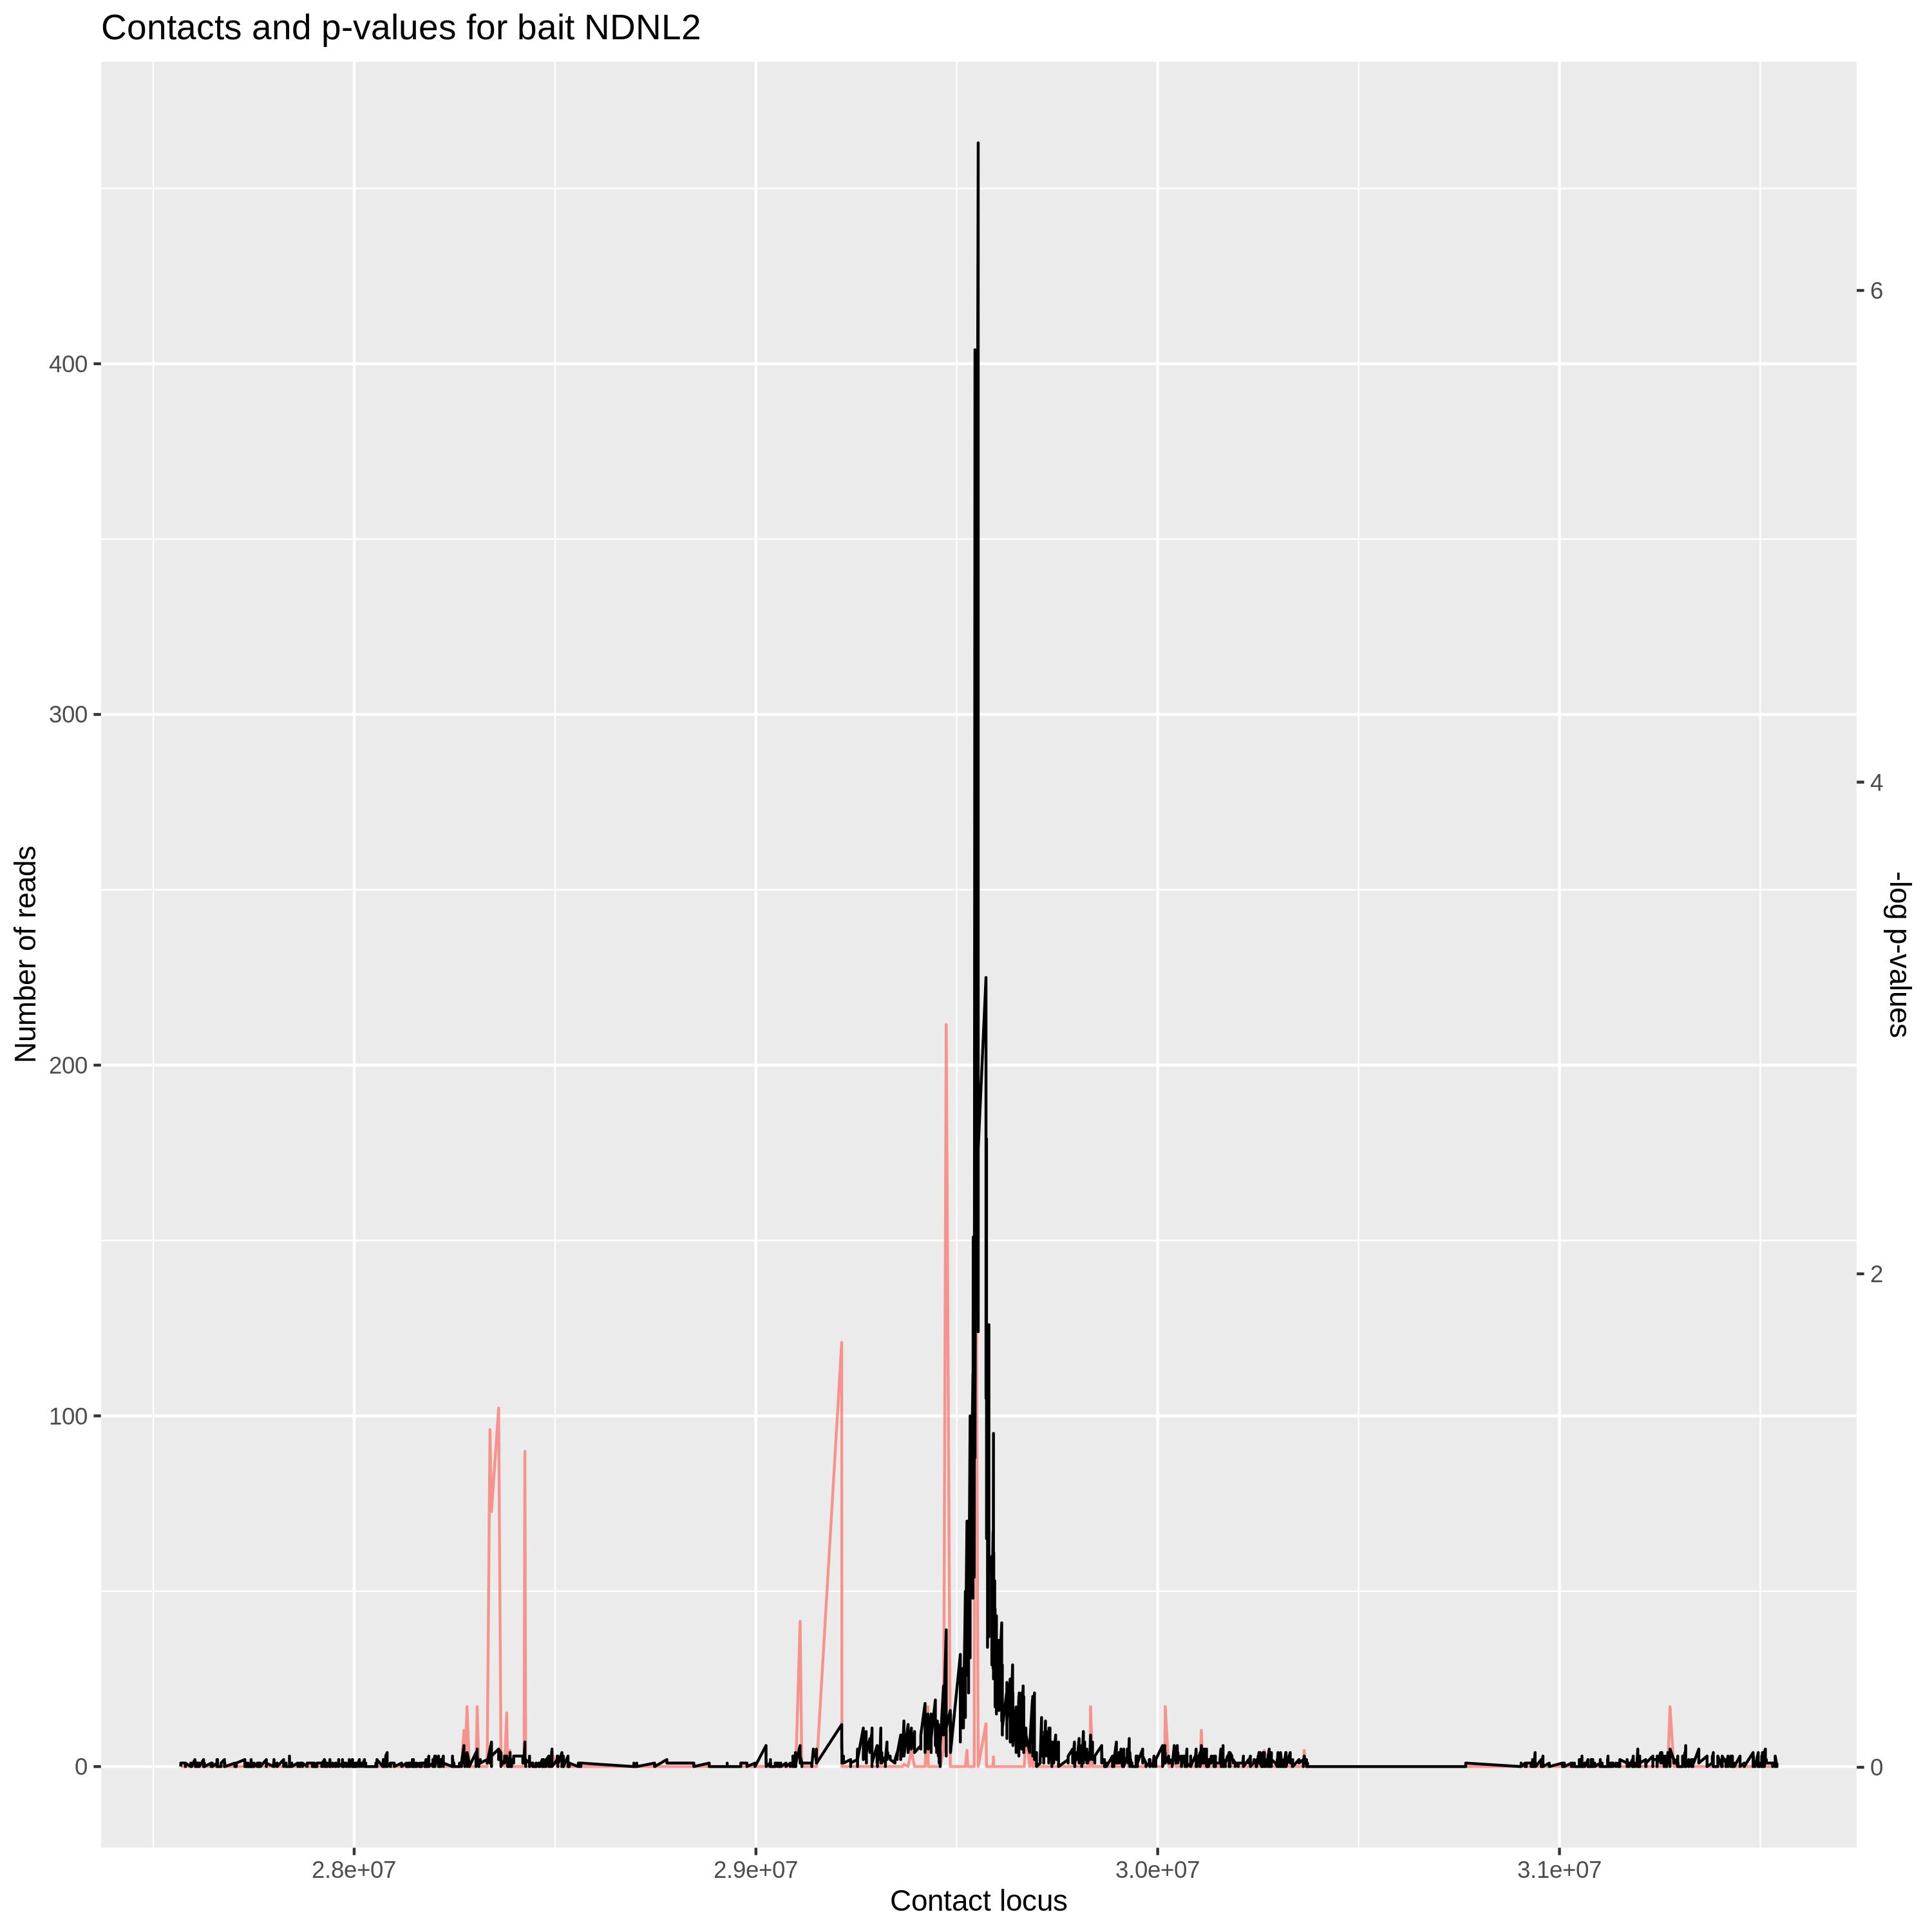 Contacts and p-values for bait NDNL2
Number of reads
400
300
200
100
0
6
4
2
0
-log p-values
2.8e+07
2.9e+07
3.0e+07
3.1e+07
Contact locus